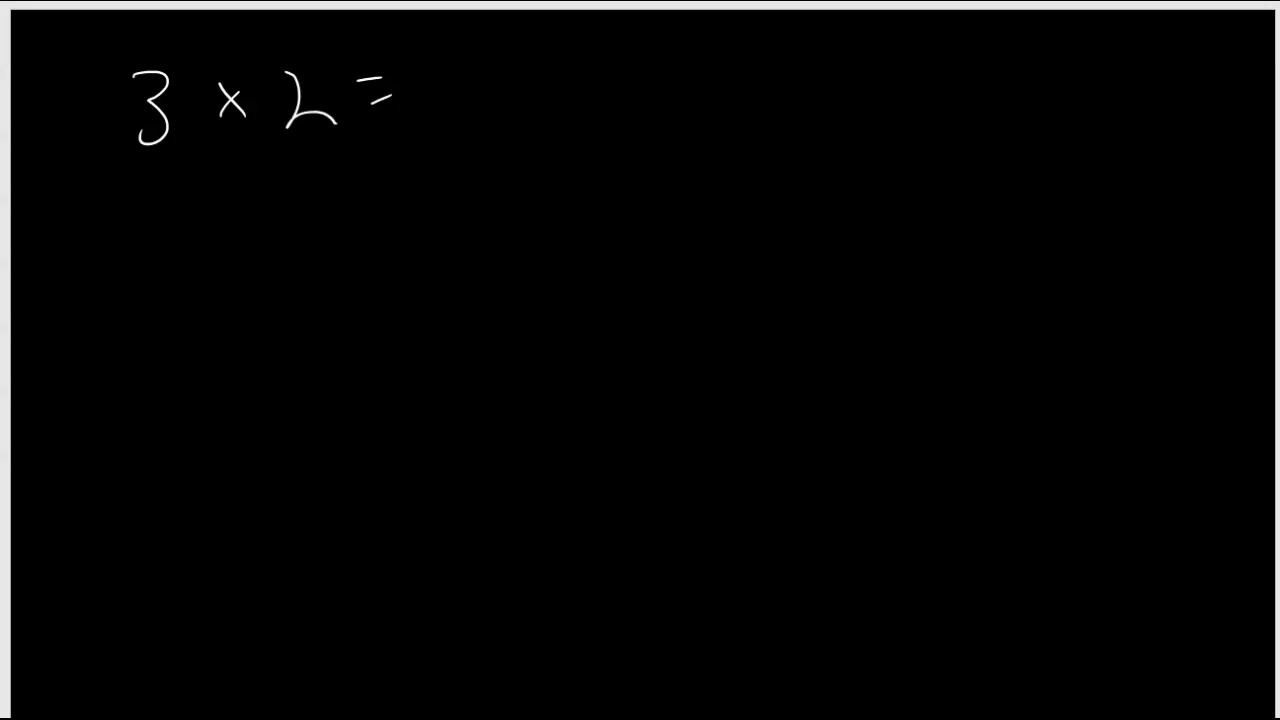 3 × 2 =